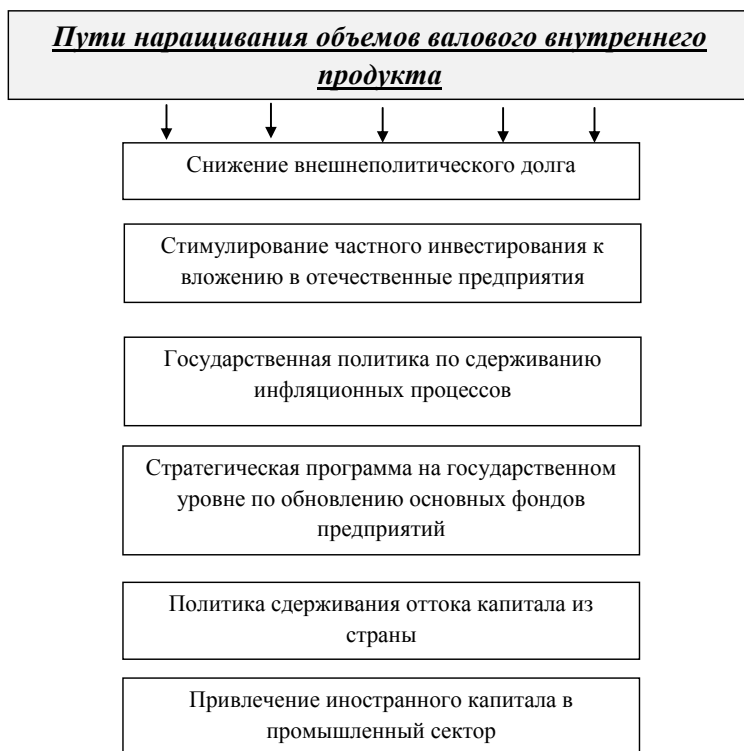 Пути наращивания объемов валового внутреннего
продукта
Снижение внешнеполитического долга
Стимулирование частного инвестирования к
вложению в отечественные предприятия
Государственная политика по сдерживанию
инфляционных процессов
Стратегическая программа на государственном
уровне по обновлению основных фондов
предприятий
Политика сдерживания оттока капитала из
страны
Привлечение иностранного капитала в
промышленный сектор